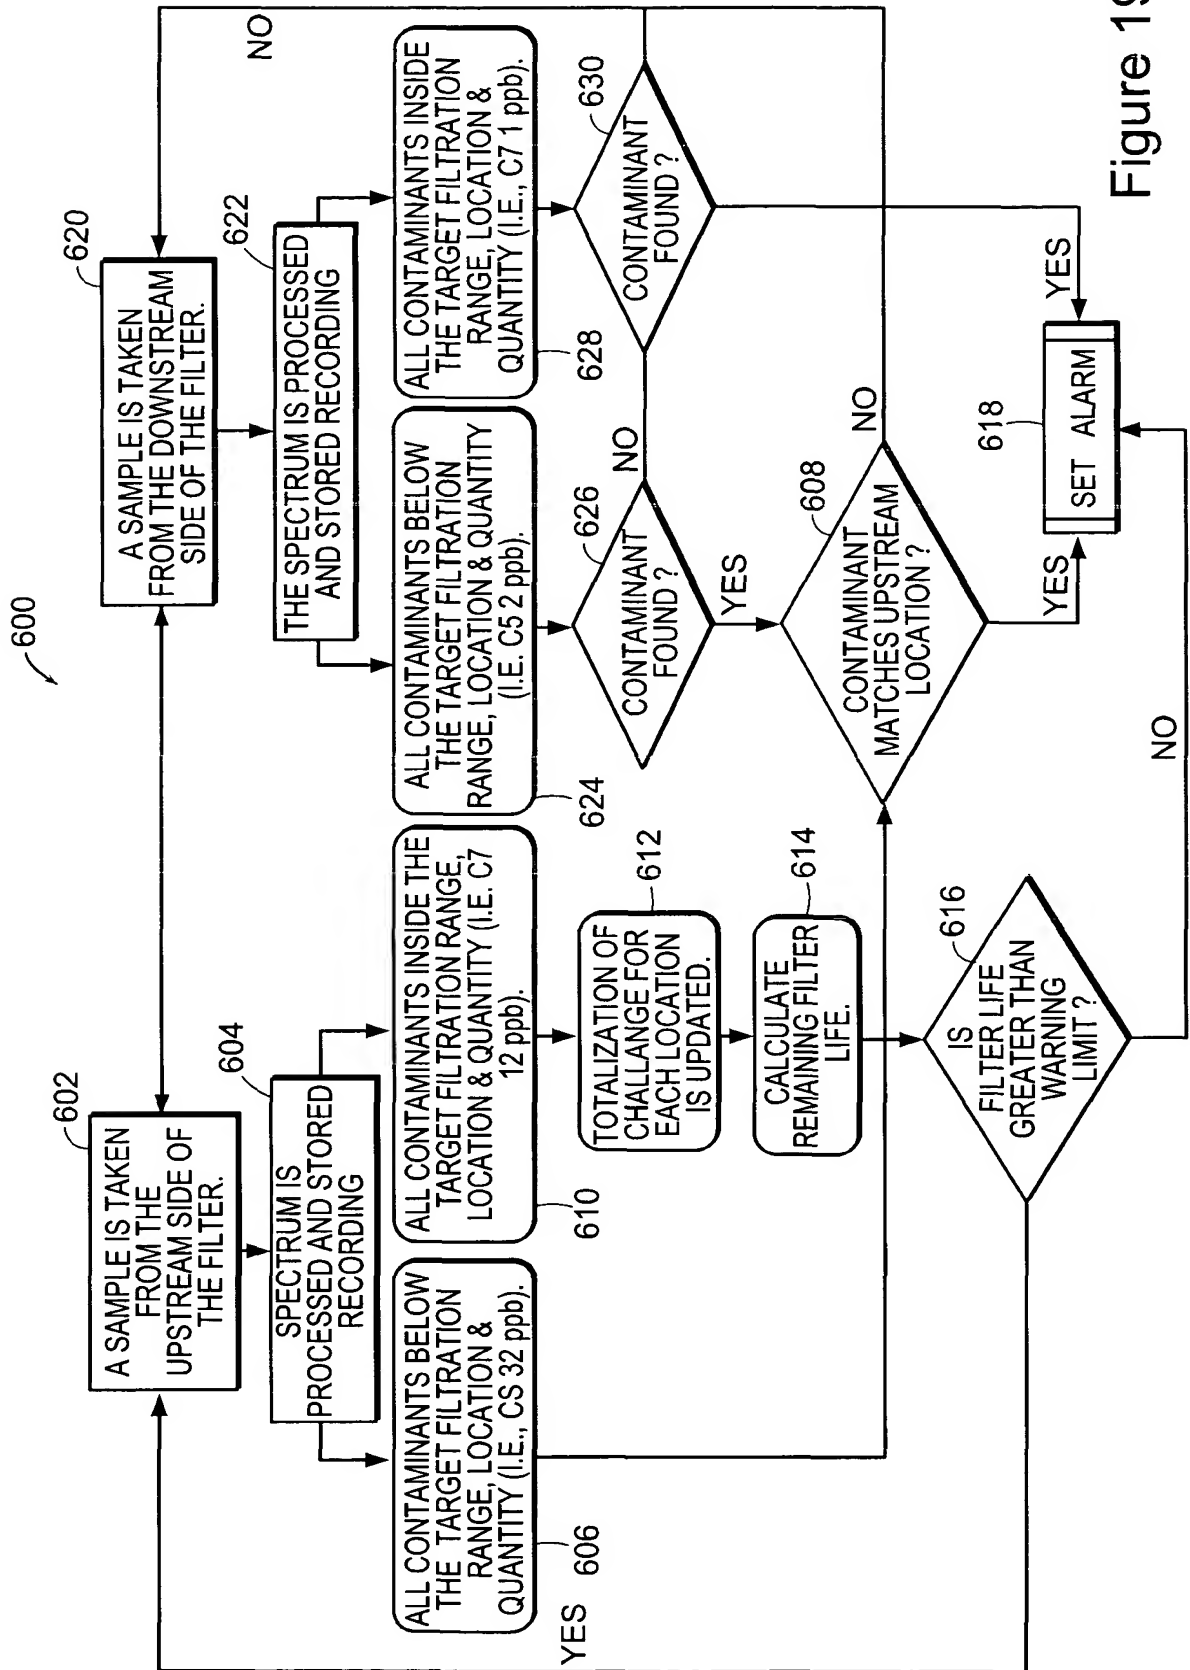 600
602
A SAMPLE IS TAKEN
FROM THE
UPSTREAM SIDE OF
THE FILTER.
604
SPECTRUM IS
PROCESSED AND STORED
RECORDING
ALL CONTAMINANTS BELOW
THE TARGET FILTRATION
RANGE, LOCATION &
QUANTITY (I.E., CS 32 ppb).
606
ALL CONTAMINANTS INSIDE THE
TARGET FILTRATION RANGE,
LOCATION & QUANTITY (I.E. C7
12 ppb).
610
TOTALIZATION OF
CHALLANGE FOR
EACH LOCATION
IS UPDATED.
612
CALCULATE
REMAINING FILTER
LIFE.
614
IS
FILTER LIFE
GREATER THAN
WARNING
LIMIT?
616
YES
NO
620
A SAMPLE IS TAKEN
FROM THE DOWNSTREAM
SIDE OF THE FILTER.
622
THE SPECTRUM IS PROCESSED
AND STORED RECORDING
ALL CONTAMINANTS BELOW
THE TARGET FILTRATION
RANGE, LOCATION & QUANTITY
(I.E. C5 2 ppb).
624
ALL CONTAMINANTS INSIDE
THE TARGET FILTRATION
RANGE, LOCATION &
QUANTITY (I.E., C7 1 ppb).
628
CONTAMINANT
FOUND ?
626
NO
YES
CONTAMINANT
FOUND ?
630
NO
YES
CONTAMINANT
MATCHES UPSTREAM
LOCATION ?
608
NO
YES
618
SET ALARM
Figure 19